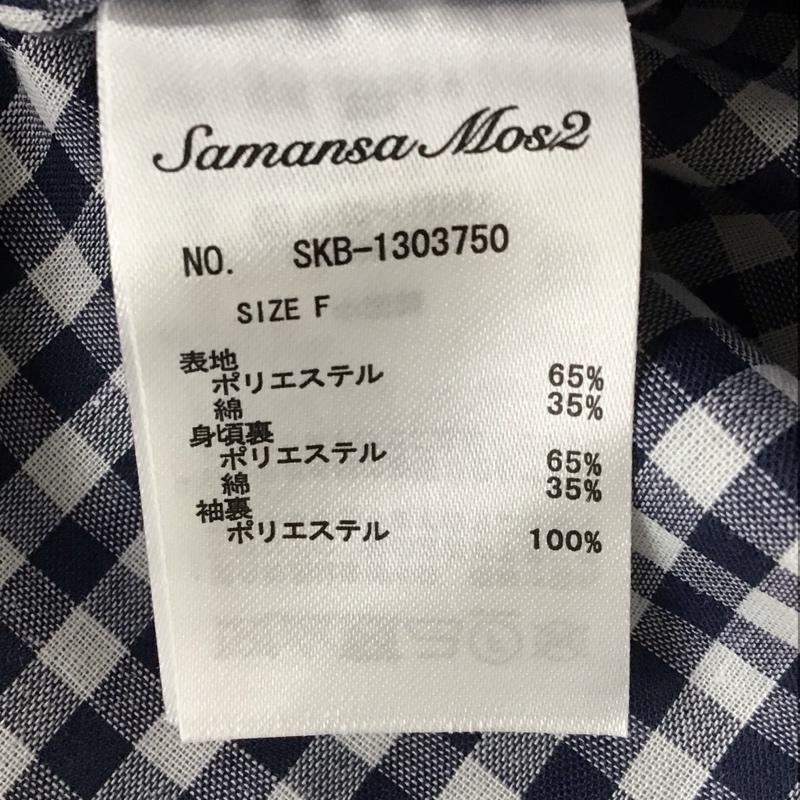 Samansa Mos2
NO. SKB-1303750
SIZE F
表地
ポリエステル 65%
綿 35%
身頃裏
ポリエステル 65%
綿 35%
袖裏
ポリエステル 100%